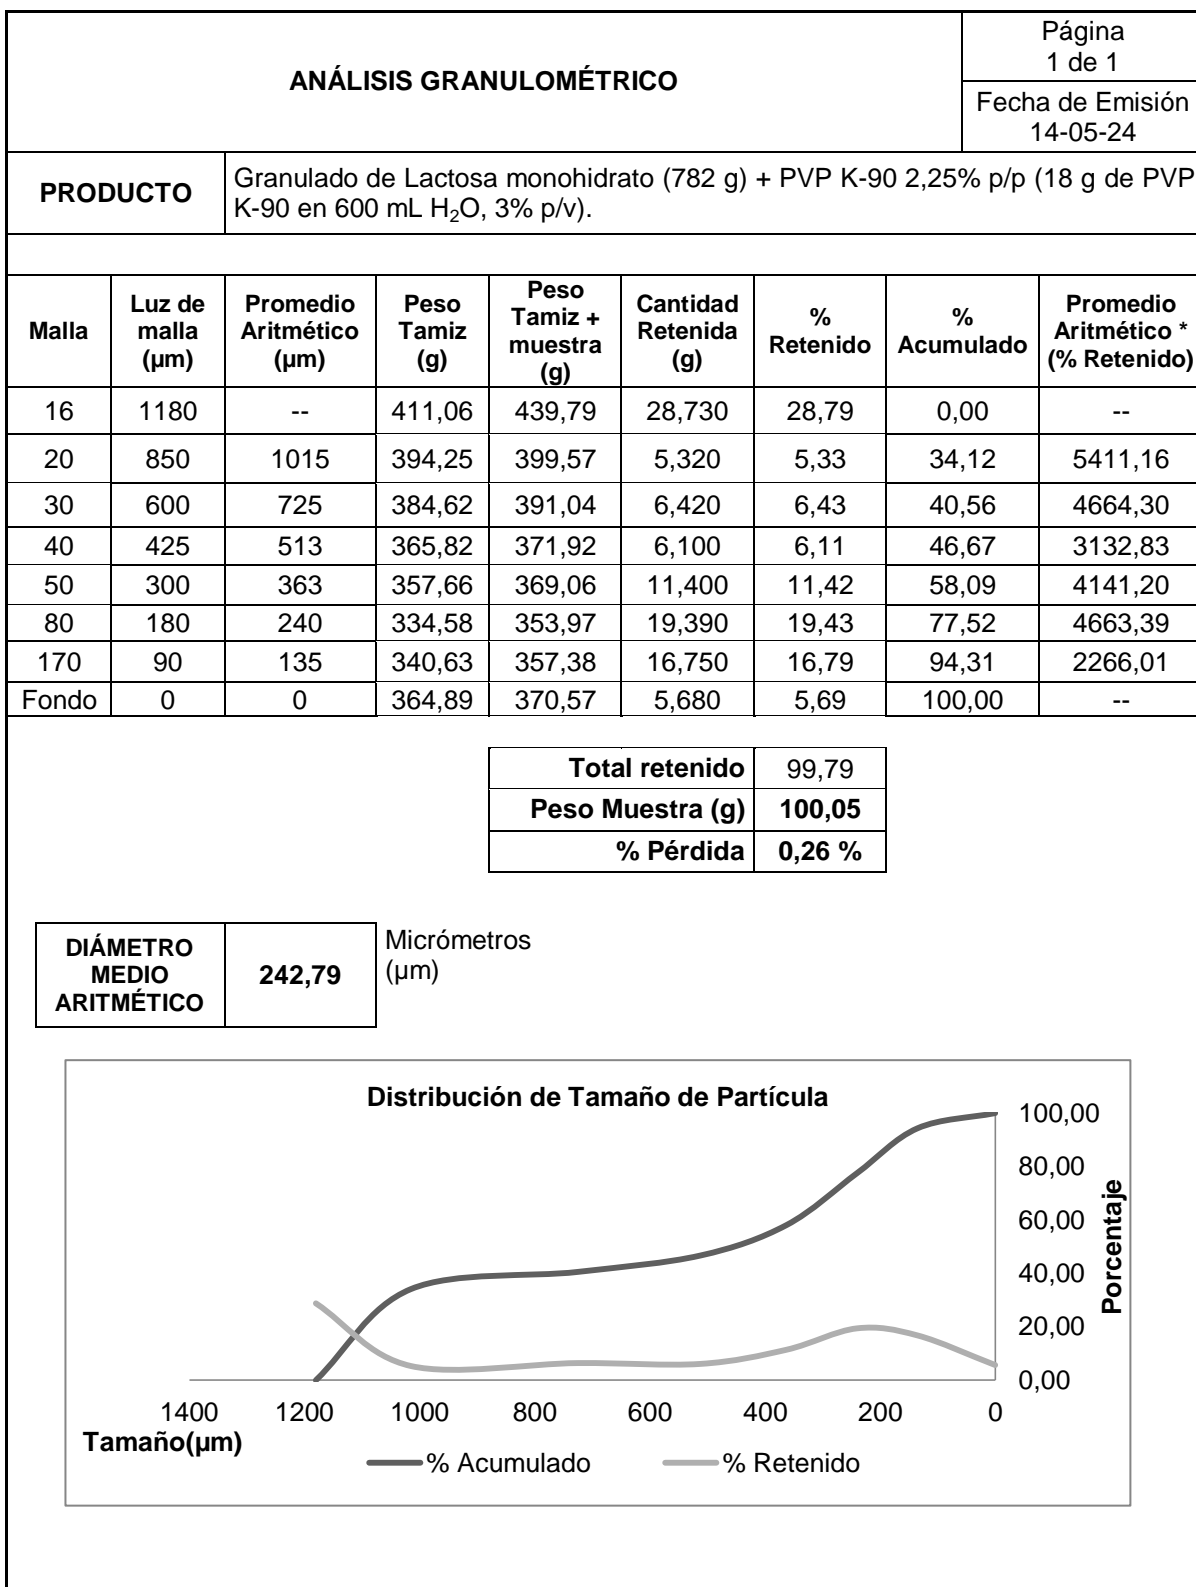 ANÁLISIS GRANULOMÉTRICO
Página
1 de 1
Fecha de Emisión
14-05-24
PRODUCTO
Granulado de Lactosa monohidrato (782 g) + PVP K-90 2,25% p/p (18 g de PVP
K-90 en 600 mL H₂O, 3% p/v).
Malla Luz de malla (µm) Promedio Aritmético (µm) Peso Tamiz (g) Peso Tamiz + muestra (g) Cantidad Retenida (g) % Retenido % Acumulado Promedio Aritmético * (% Retenido)
16 1180 -- 411,06 439,79 28,730 28,79 0,00 --
20 850 1015 394,25 399,57 5,320 5,33 34,12 5411,16
30 600 725 384,62 391,04 6,420 6,43 40,56 4664,30
40 425 513 365,82 371,92 6,100 6,11 46,67 3132,83
50 300 363 357,66 369,06 11,400 11,42 58,09 4141,20
80 180 240 334,58 353,97 19,390 19,43 77,52 4663,39
170 90 135 340,63 357,38 16,750 16,79 94,31 2266,01
Fondo 0 0 364,89 370,57 5,680 5,69 100,00 --
Total retenido 99,79
Peso Muestra (g) 100,05
% Pérdida 0,26 %
DIÁMETRO
MEDIO
ARITMÉTICO
242,79
Micrómetros
(µm)
Distribución de Tamaño de Partícula
100,00
80,00
60,00
40,00
20,00
0,00
Porcentaje
1400 1200 1000 800 600 400 200 0
Tamaño(µm)
% Acumulado % Retenido